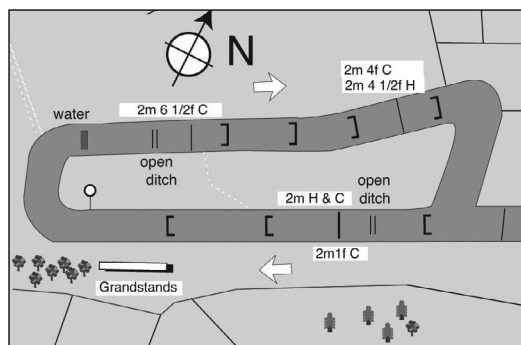 N
2m 4f C
2m 4 1/2f H
water
2m 6 1/2f C
open
ditch
open
ditch
2m H & C
2m1f C
Grandstands